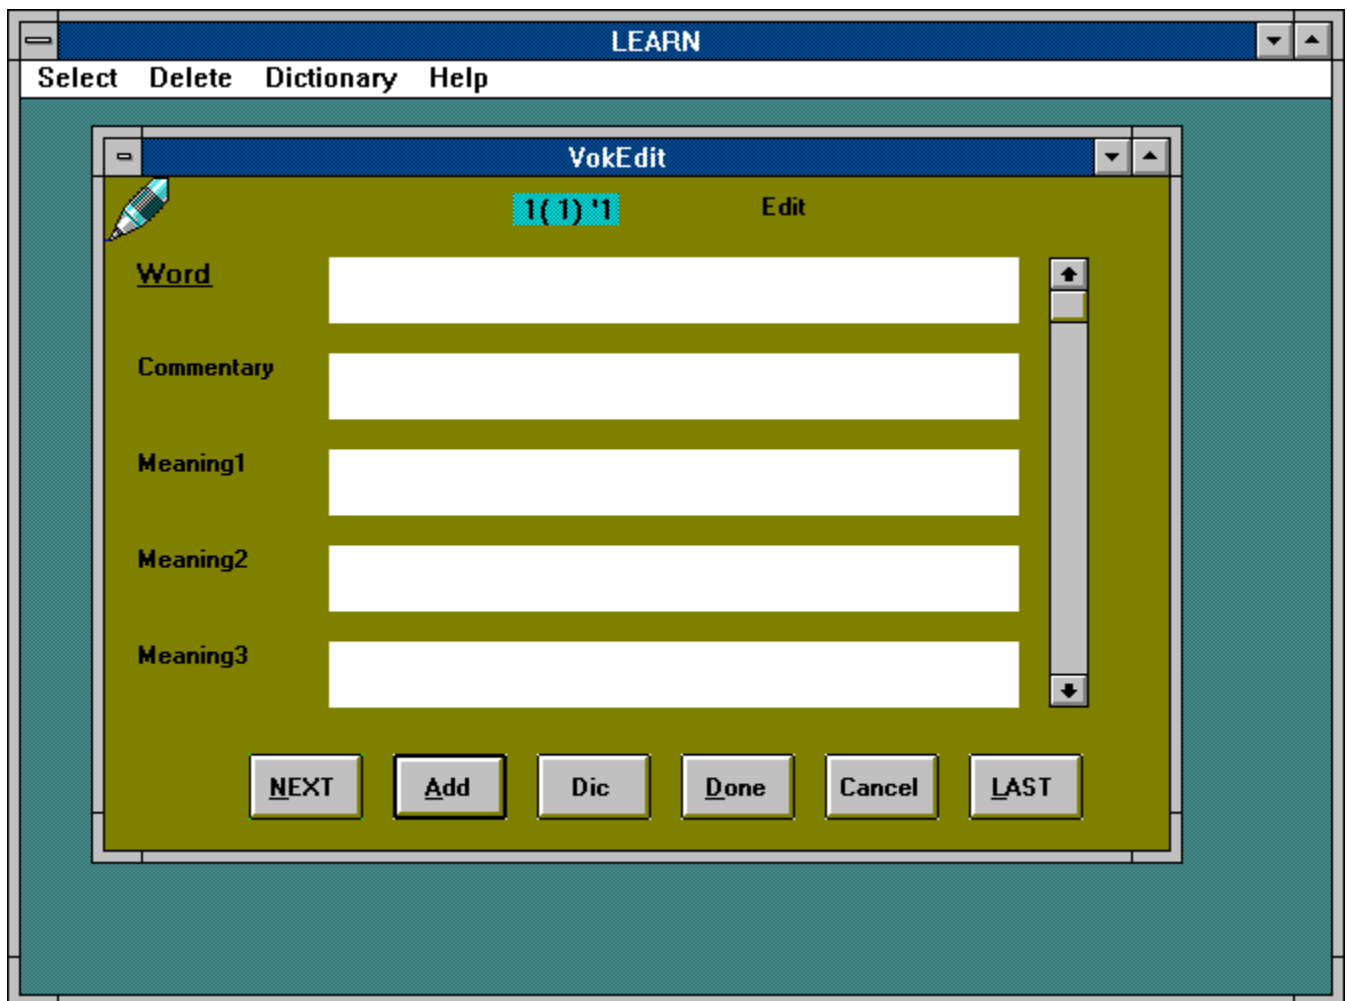 LEARN
Select Delete Dictionary Help
VokEdit
1( 1) '1 Edit
Word
Commentary
Meaning1
Meaning2
Meaning3
NEXT Add Dic Done Cancel LAST